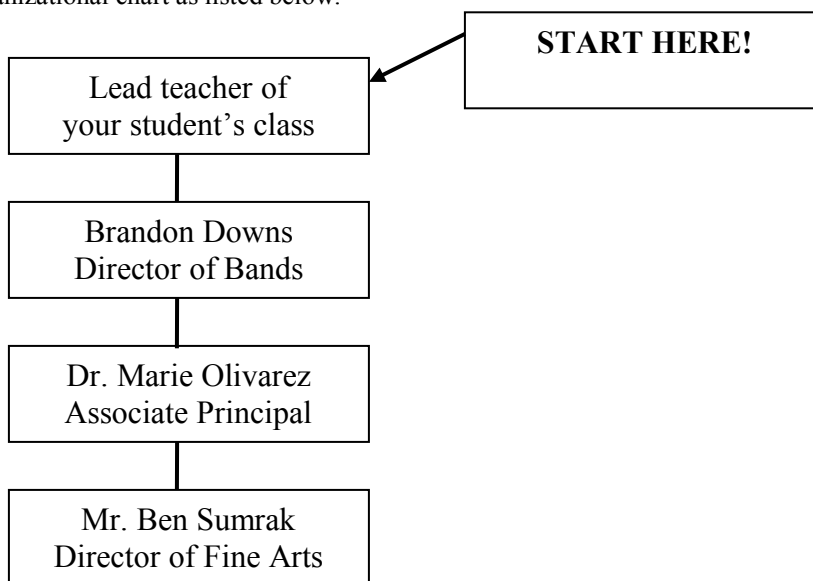 chart as listed below.
START HERE!
Lead teacher of
your student’s class
Brandon Downs
Director of Bands
Dr. Marie Olivarez
Associate Principal
Mr. Ben Sumrak
Director of Fine Arts